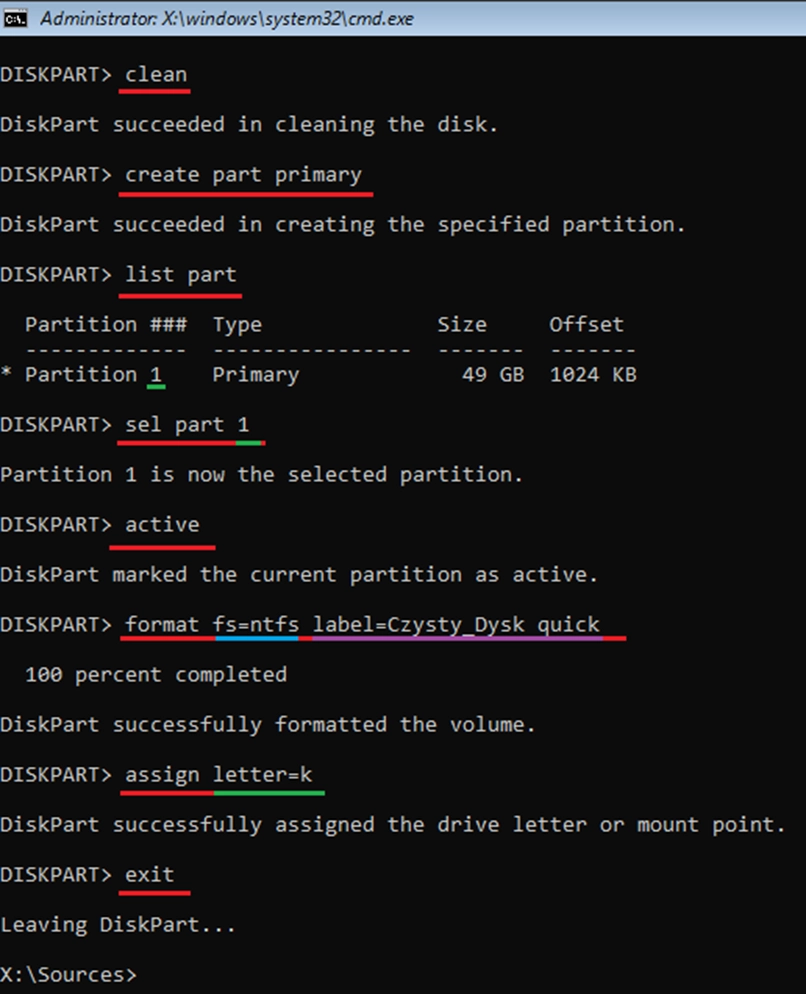 Administrator: X:\windows\system32\cmd.exe
DISKPART> clean
DiskPart succeeded in cleaning the disk.
DISKPART> create part primary
DiskPart succeeded in creating the specified partition.
DISKPART> list part
  Partition ###  Type              Size     Offset
  -------------  ----------------  -------  -------
* Partition 1    Primary             49 GB  1024 KB
DISKPART> sel part 1
Partition 1 is now the selected partition.
DISKPART> active
DiskPart marked the current partition as active.
DISKPART> format fs=ntfs label=Czysty_Dysk quick
  100 percent completed
DiskPart successfully formatted the volume.
DISKPART> assign letter=k
DiskPart successfully assigned the drive letter or mount point.
DISKPART> exit
Leaving DiskPart...
X:\Sources>